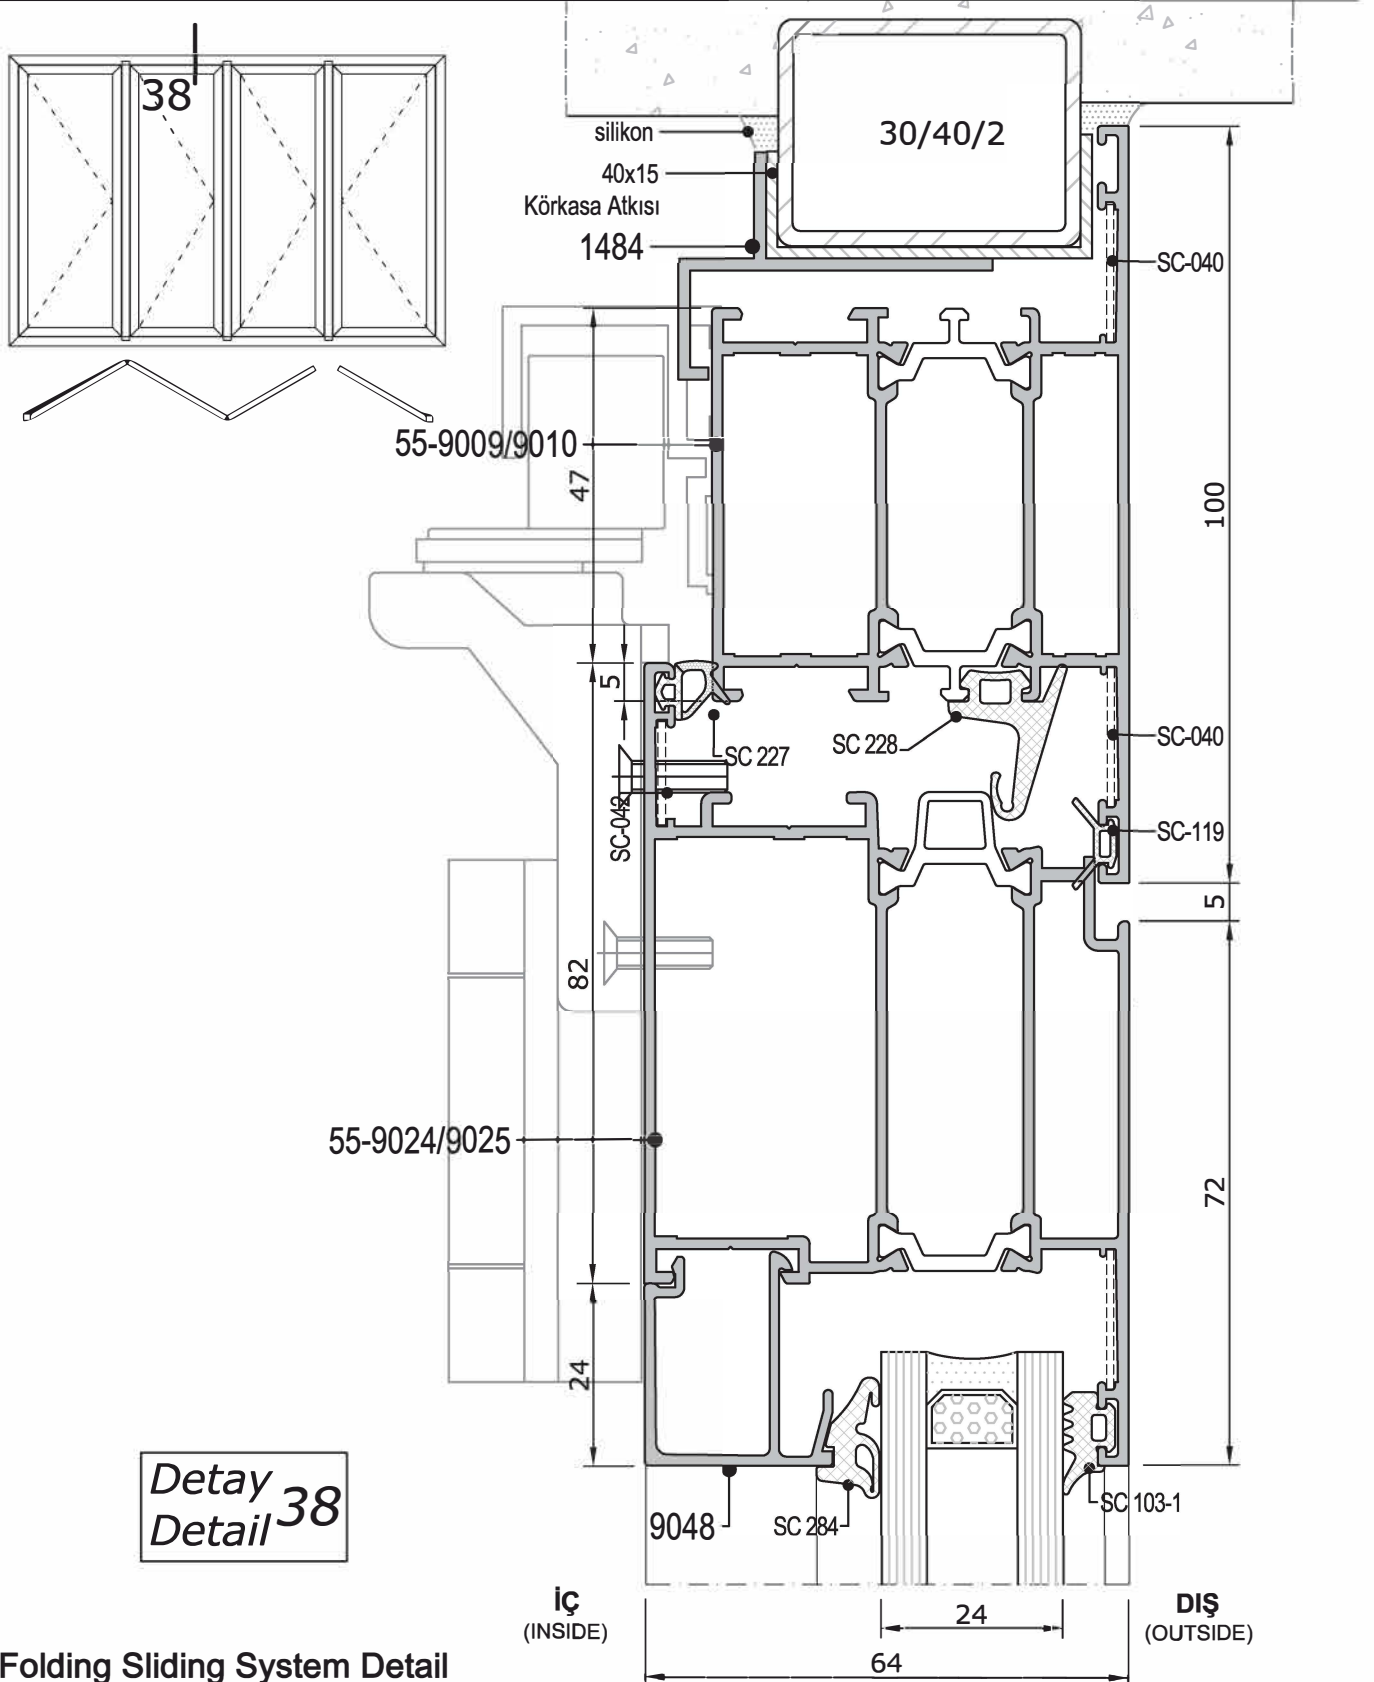 38
silikon
30/40/2
40x15
Körkasa Atkısı
1484
SC-040
55-9009/9010
47
100
5
SC 227
SC 228
SC-040
SC-042
SC-119
5
82
55-9024/9025
72
24
Detay
Detail 38
9048
SC 284
SC 103-1
İÇ
(INSIDE)
24
DIŞ
(OUTSIDE)
64
Folding Sliding System Detail